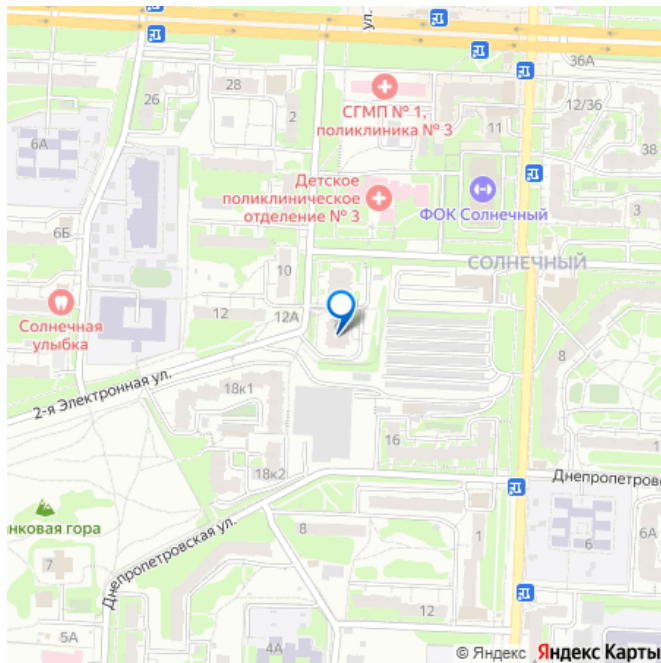 ул.
36А
26
28
2
СГМП № 1,
поликлиника № 3
11
12/36
38
6А
Детское
поликлиническое
отделение № 3
ФОК Солнечный
6Б
СОЛНЕЧНЫЙ
10
Солнечная
улыбка
12
12А
8
2-я Электронная ул.
18к1
16
1
18к2
Днепропетровс
нковая гора
Днепропетровская ул.
8
1
6
6А
7
12
5А
4А
© Яндекс Яндекс Карты